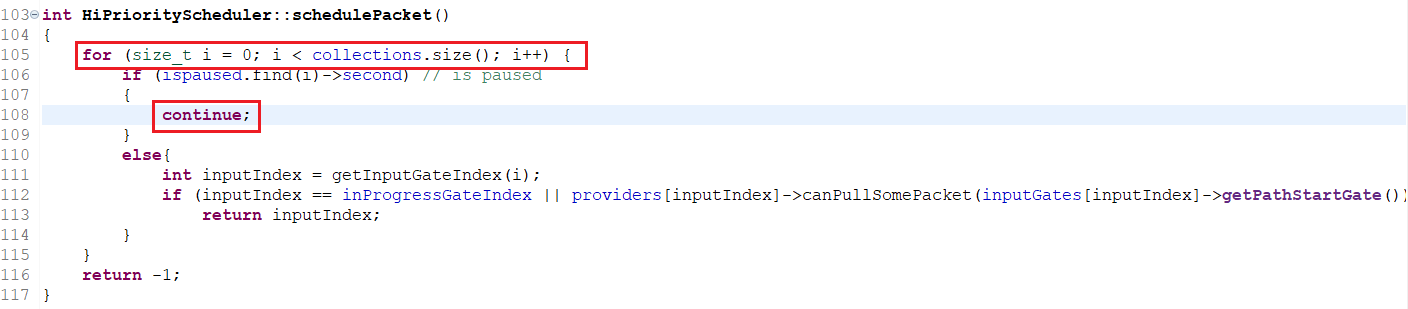 103 int HiPriorityScheduler::schedulePacket()
104 {
105     for (size_t i = 0; i < collections.size(); i++) {
106         if (ispaused.find(i)->second) // is paused
107         {
108             continue;
109         }
110         else{
111             int inputIndex = getInputGateIndex(i);
112             if (inputIndex == inProgressGateIndex || providers[inputIndex]->canPullSomePacket(inputGates[inputIndex]->getPathStartGate())
113                 return inputIndex;
114         }
115     }
116     return -1;
117 }